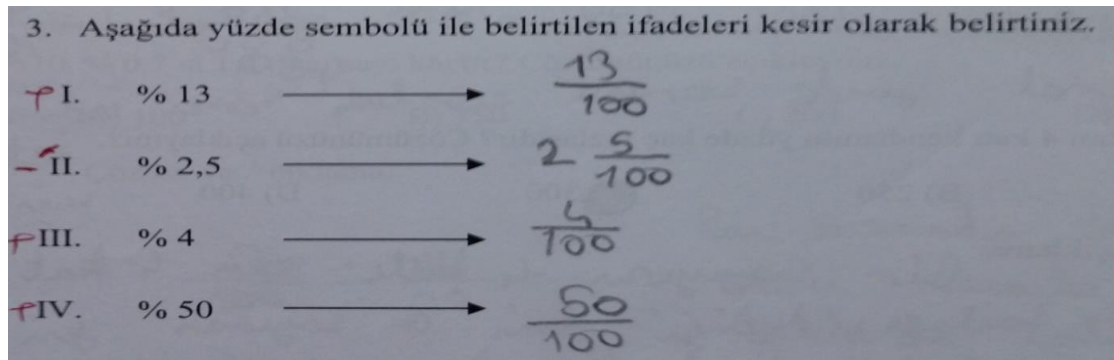 3. Aşağıda yüzde sembolü ile belirtilen ifadeleri kesir olarak belirtiniz.
I. % 13 → 13/100
II. % 2,5 → 2 5/100
III. % 4 → 4/100
IV. % 50 → 50/100